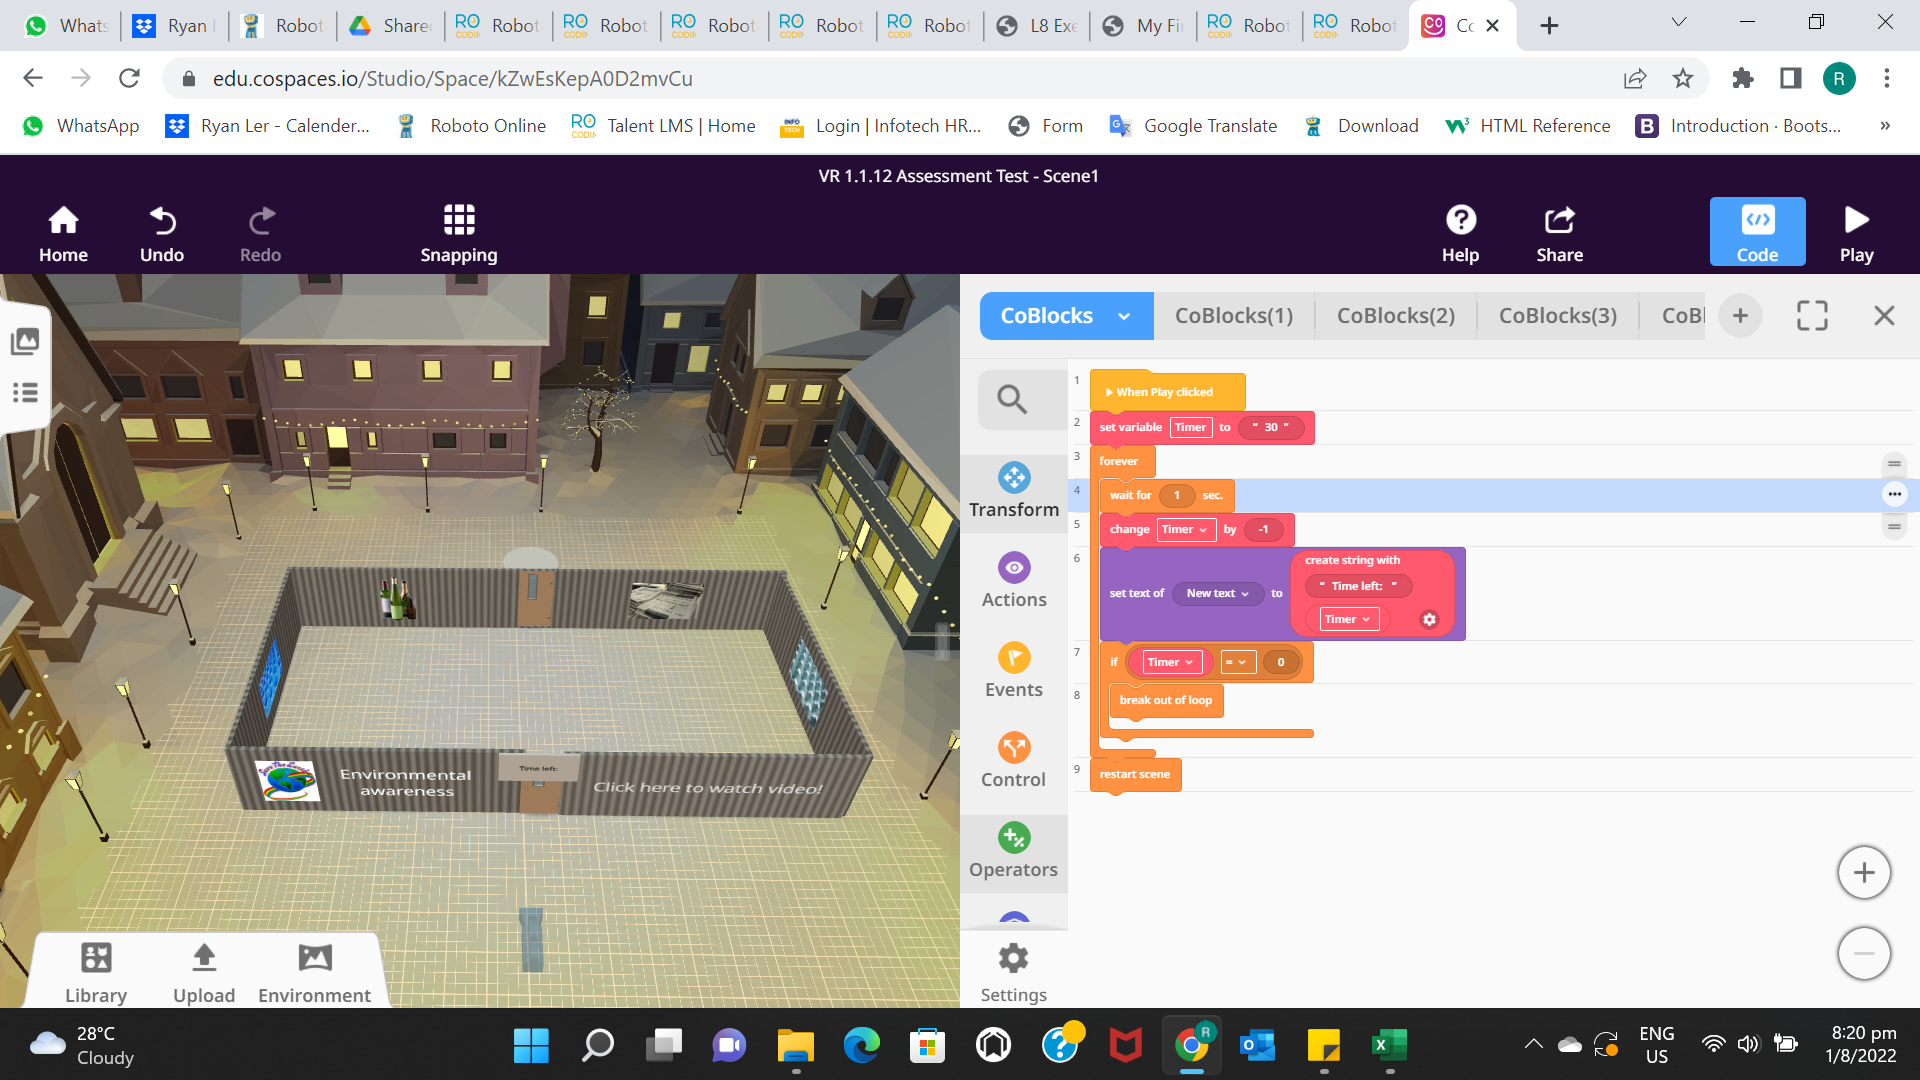 Whats
Ryan l
Robot
Share
Robot
Robot
Robot
Robot
Robot
L8 Exe
My Fi
Robo
Robot
Co
edu.cospaces.io/Studio/Space/kZwEsKepA0D2mvCu
R
WhatsApp
Ryan Ler - Calender...
Roboto Online
Talent LMS | Home
Login | Infotech HR...
Form
Google Translate
Download
HTML Reference
Introduction · Boots...
»
VR 1.1.12 Assessment Test - Scene1
Home
Undo
Redo
Snapping
Help
Share
Code
Play
CoBlocks
CoBlocks(1)
CoBlocks(2)
CoBlocks(3)
CoBl
Transform
Actions
Events
Control
Operators
Settings
1 When Play clicked
2 set variable Timer to “ 30 ”
3 forever
4 wait for 1 sec.
5 change Timer by -1
6 set text of New text to create string with
“ Time left: ”
Timer
7 if Timer = 0
8 break out of loop
9 restart scene
Environmental
awareness
Time left:
Click here to watch video!
Library
Upload
Environment
28°C
Cloudy
ENG
US
8:20 pm
1/8/2022